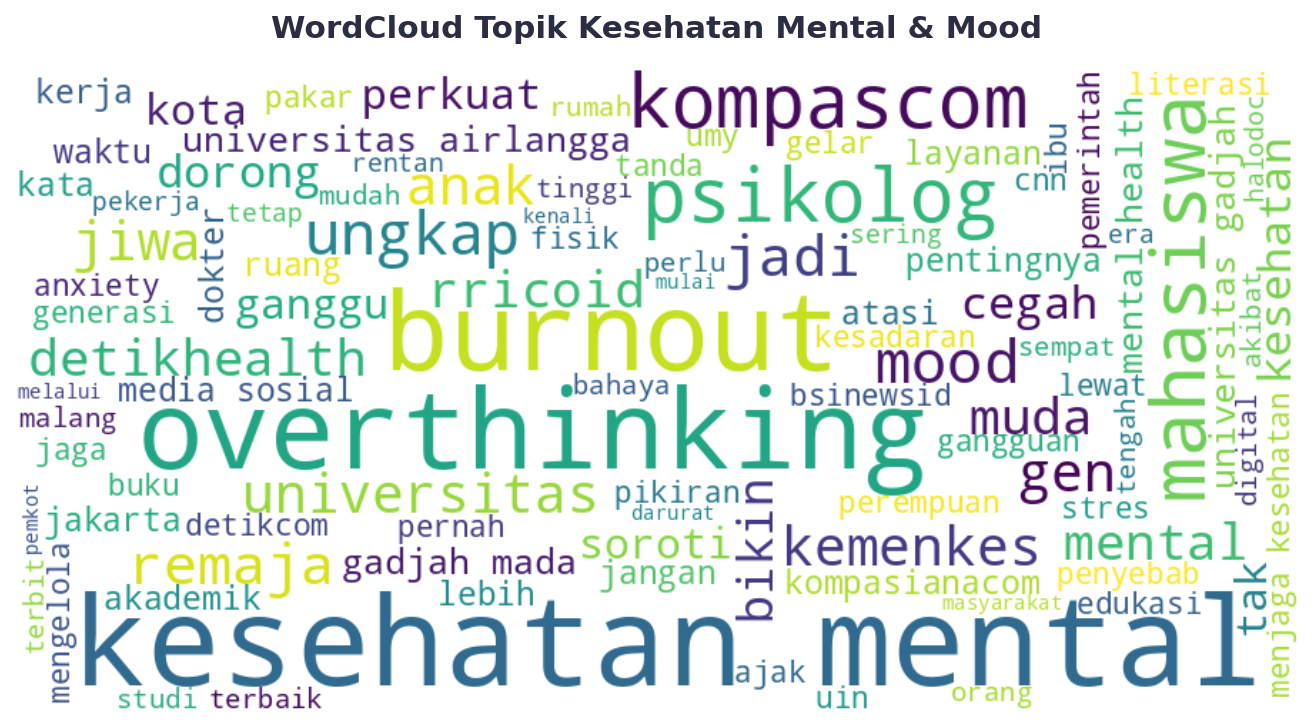 WordCloud Topik Kesehatan Mental & Mood
kerja
kota
pakar
perkuat
rumah
kompascom
pemerintah
literasi
waktu
universitas airlangga
umy
gelar
layanan
ibu
mental health
mahasiswa
universitas gadjah
halodoc
kesehatan
kata
dorong
rentan
mudah
anak
tinggi
tanda
psikolog
cnn
pekerja
tetap
kenali
jiwa
dokter
ungkap
fisik
jadi
sering
era
ruang
perlu
mulai
pentingnya
anxiety
generasi
ganggu
rricoid
burnout
atasi
cegah
kesadaran
akibat
detikhealth
mood
sempat
melalui
media sosial
bahaya
bsinewsid
lewat
malang
overthinking
muda
tengah
digital
jaga
gangguan
gen
buku
universitas
pikiran
darurat
bikin
perempuan
stres
pemkot
jakarta
detikcom
pernah
soroti
kemenkes
mental
menjaga kesehatan
terbit
mengelola
remaja
gadjah mada
jangan
kompasianacom
penyebab
tak
akademik
lebih
masyarakat
edukasi
kesehatan mental
ajak
studi
terbaik
uin
orang